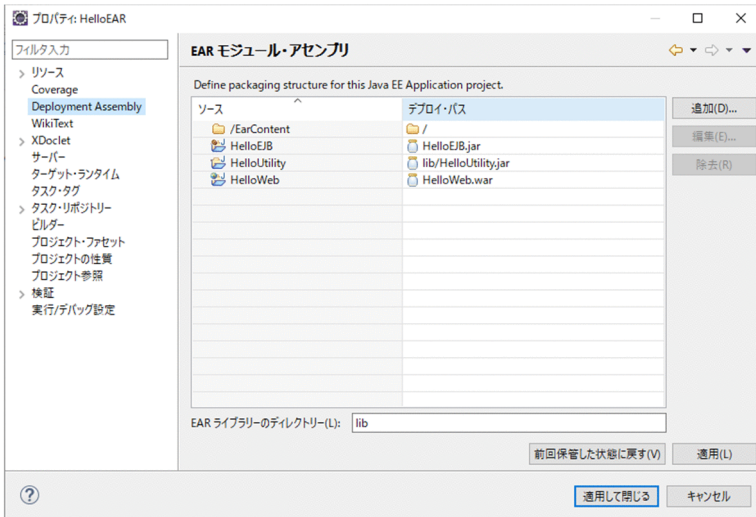 プロパティ: HelloEAR
フィルタ入力
リソース
Coverage
Deployment Assembly
WikiText
XDoclet
サーバー
ターゲット・ランタイム
タスク・タグ
タスク・リポジトリー
ビルダー
プロジェクト・ファセット
プロジェクトの性質
プロジェクト参照
検証
実行/デバッグ設定
EAR モジュール・アセンブリ
Define packaging structure for this Java EE Application project.
ソース デプロイ・パス
/EarContent /
HelloEJB HelloEJB.jar
HelloUtility lib/HelloUtility.jar
HelloWeb HelloWeb.war
追加(D)...
編集(E)...
除去(R)
EAR ライブラリーのディレクトリー(L): lib
前回保管した状態に戻す(V) 適用(L)
? 適用して閉じる キャンセル